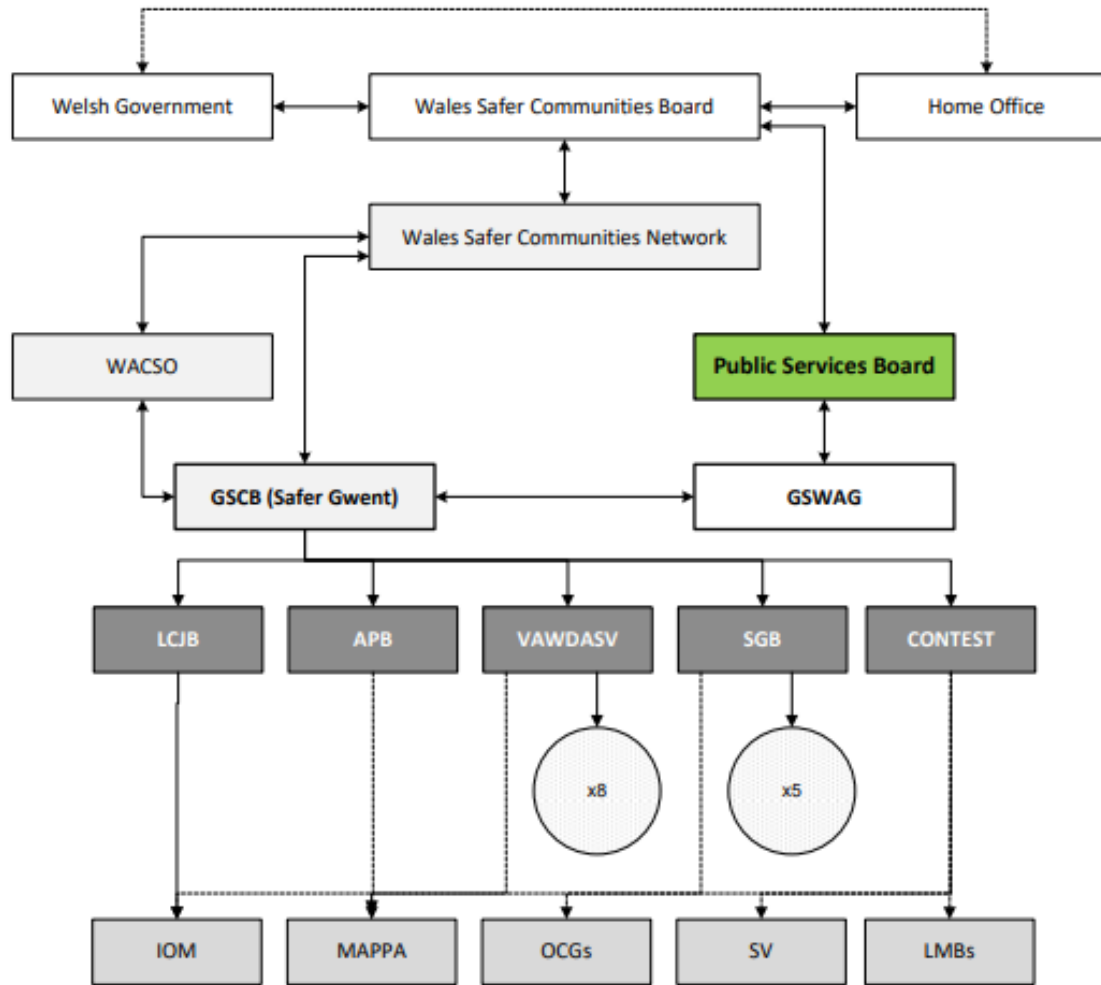 Welsh Government
Wales Safer Communities Board
Home Office
Wales Safer Communities Network
WACSO
Public Services Board
GSCB (Safer Gwent)
GSWAG
LCJB
APB
VAWDASV
SGB
CONTEST
x8
x5
IOM
MAPPA
OCGs
SV
LMBs